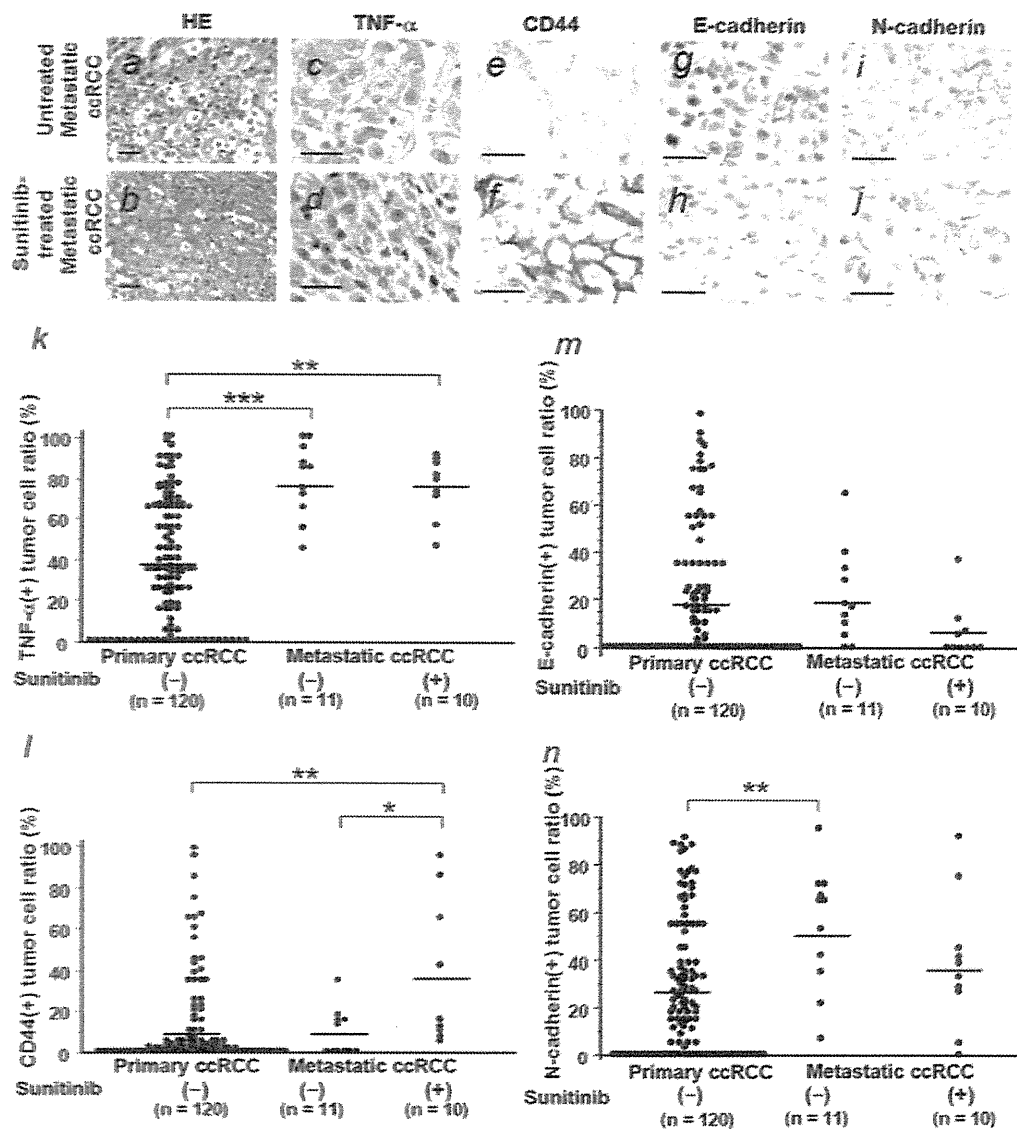 HE TNF-α CD44 E-cadherin N-cadherin
Untreated
Metastatic
ccRCC
a c e g i
Sunitinib-
treated
Metastatic
ccRCC
b d f h j
k
**
***
TNF-α(+) tumor cell ratio (%)
100
80
60
40
20
0
Primary ccRCC Metastatic ccRCC
Sunitinib (−) (−) (+)
(n = 120) (n = 11) (n = 10)
m
E-cadherin(+) tumor cell ratio (%)
100
80
60
40
20
0
Primary ccRCC Metastatic ccRCC
Sunitinib (−) (−) (+)
(n = 120) (n = 11) (n = 10)
l
**
*
CD44(+) tumor cell ratio (%)
100
80
60
40
20
0
Primary ccRCC Metastatic ccRCC
Sunitinib (−) (−) (+)
(n = 120) (n = 11) (n = 10)
n
**
N-cadherin(+) tumor cell ratio (%)
100
80
60
40
20
0
Primary ccRCC Metastatic ccRCC
Sunitinib (−) (−) (+)
(n = 120) (n = 11) (n = 10)